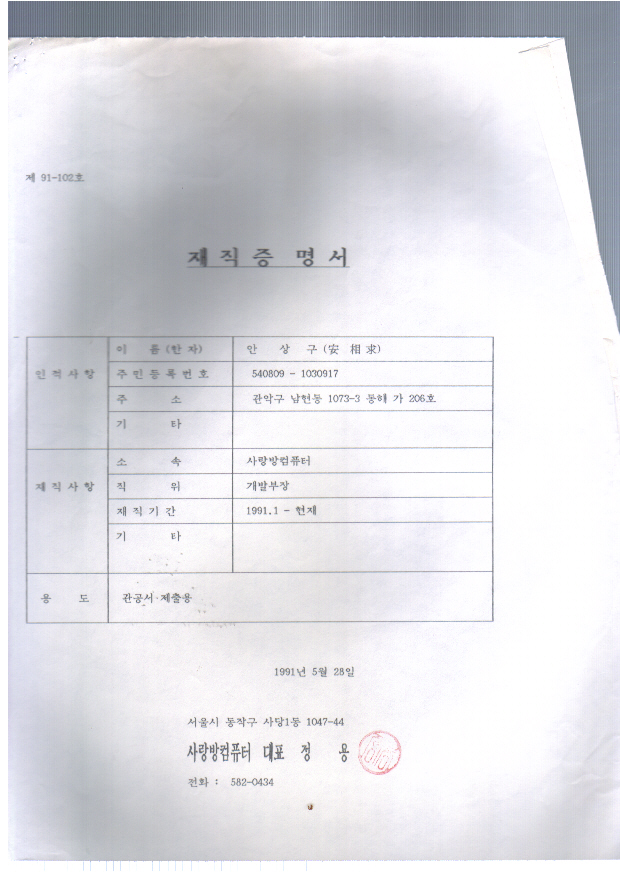 제 91-102호
재 직 증 명 서
인 적 사 항
이 름 (한 자) 안 상 구 (安 相 求)
주 민 등 록 번 호 540809 - 1030917
주 소 관악구 남현동 1073-3 동해 가 206호
기 타
재 직 사 항
소 속 사랑방컴퓨터
직 위 개발부장
재 직 기 간 1991.1 - 현재
기 타
용 도 관공서 제출용
1991년 5월 28일
서울시 동작구 사당1동 1047-44
사랑방컴퓨터 대표 정 용
전화 : 582-0434